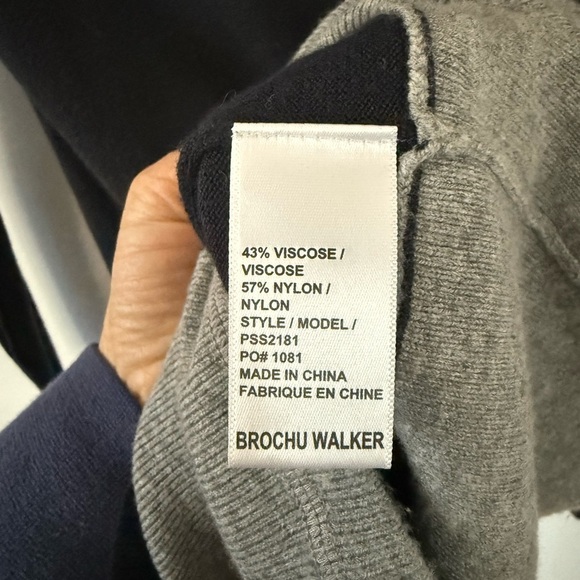 43% VISCOSE /
VISCOSE
57% NYLON /
NYLON
STYLE / MODEL /
PSS2181
PO# 1081
MADE IN CHINA
FABRIQUE EN CHINE
BROCHU WALKER